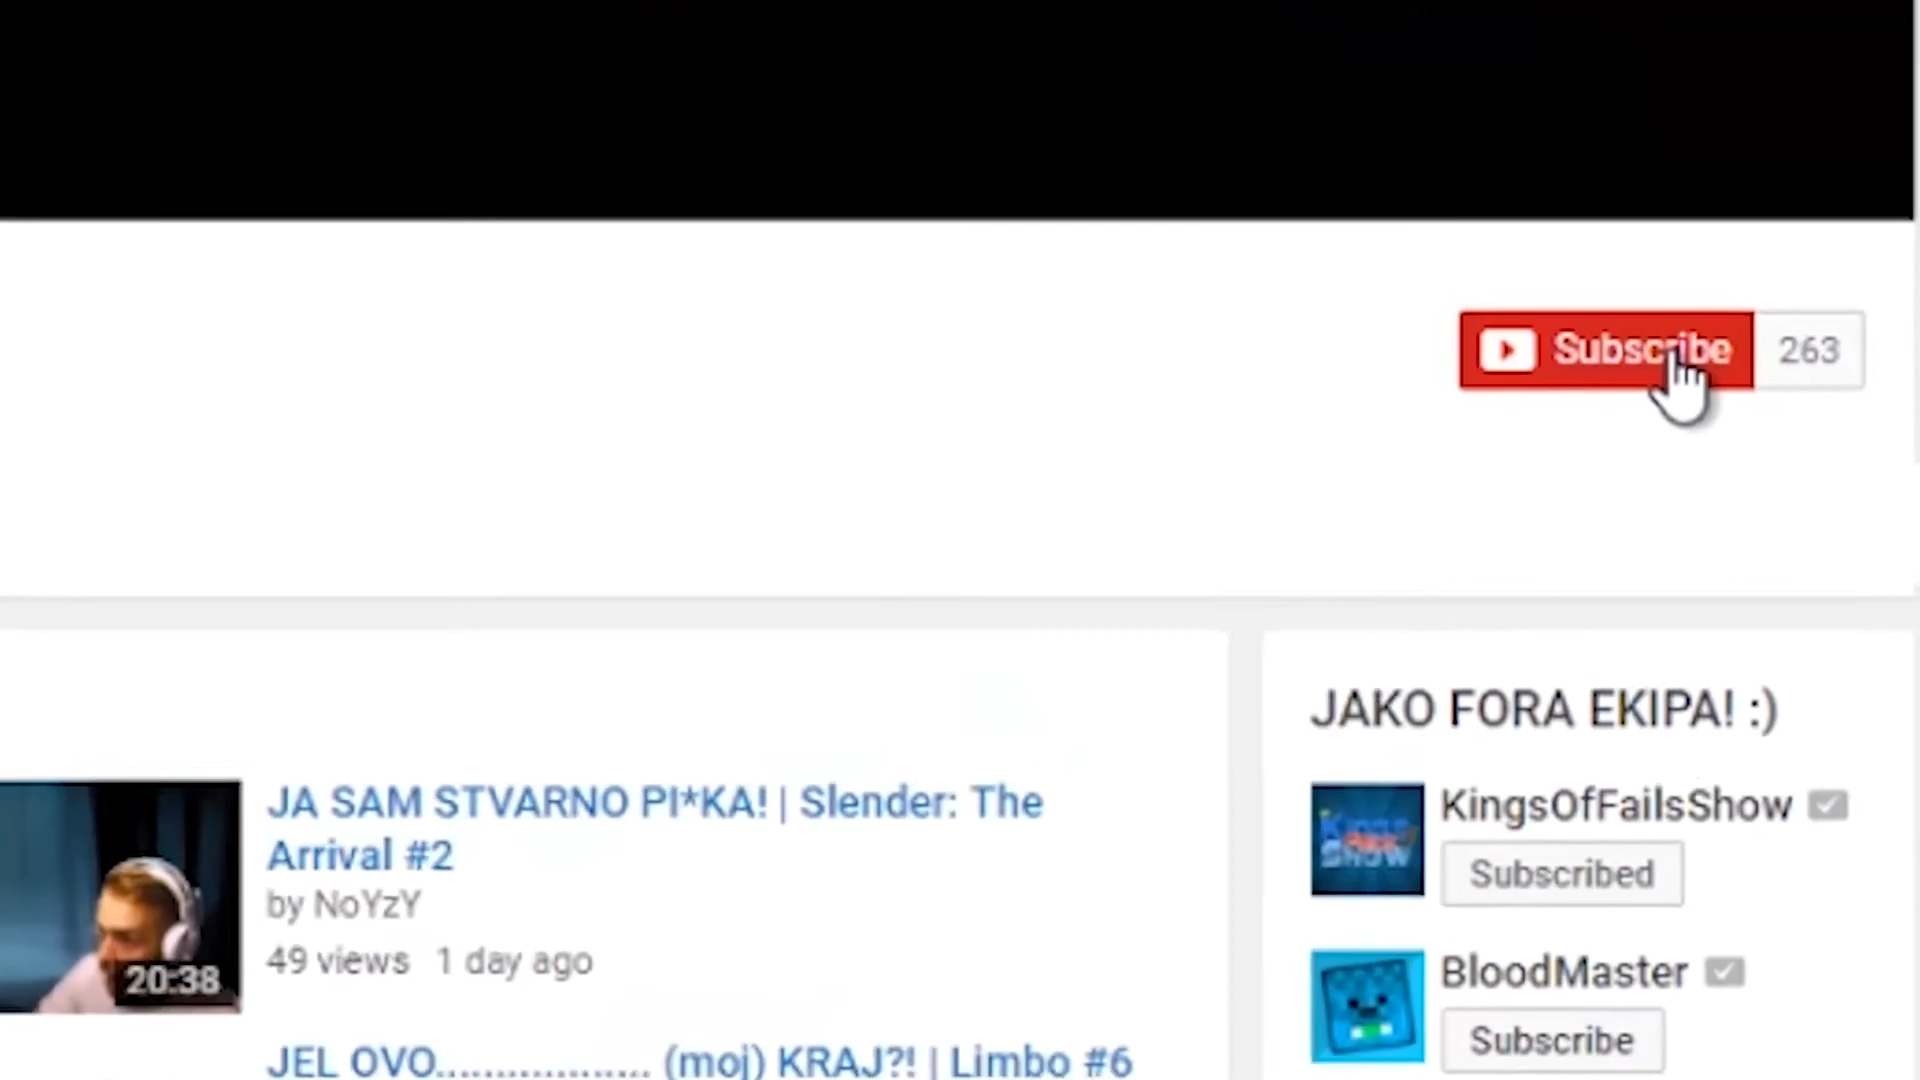 Subscribe 263
JAKO FORA EKIPA! :)
JA SAM STVARNO PI*KA! | Slender: The
Arrival #2
by NoYzY
49 views 1 day ago
20:38
JEL OVO.................. (moj) KRAJ?! | Limbo #6
KingsOfFailsShow
Subscribed
BloodMaster
Subscribe